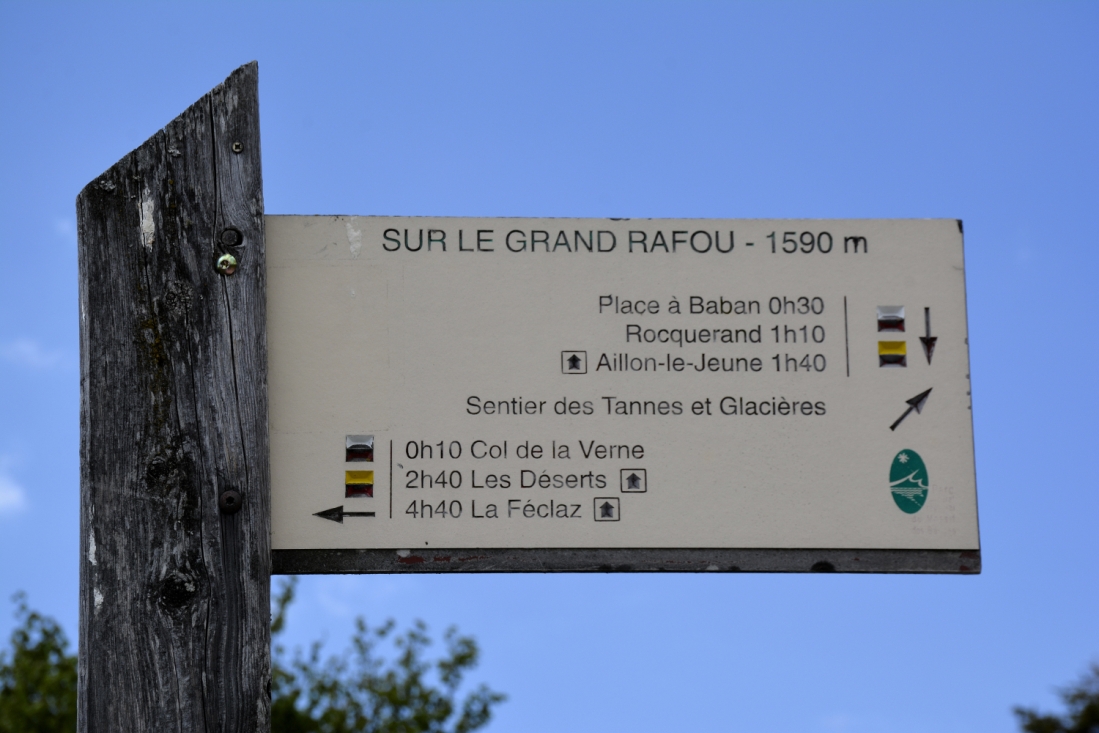 SUR LE GRAND RAFOU - 1590 m
Place à Baban 0h30
Rocquerand 1h10
Aillon-le-Jeune 1h40
Sentier des Tannes et Glacières
0h10 Col de la Verne
2h40 Les Déserts
4h40 La Féclaz